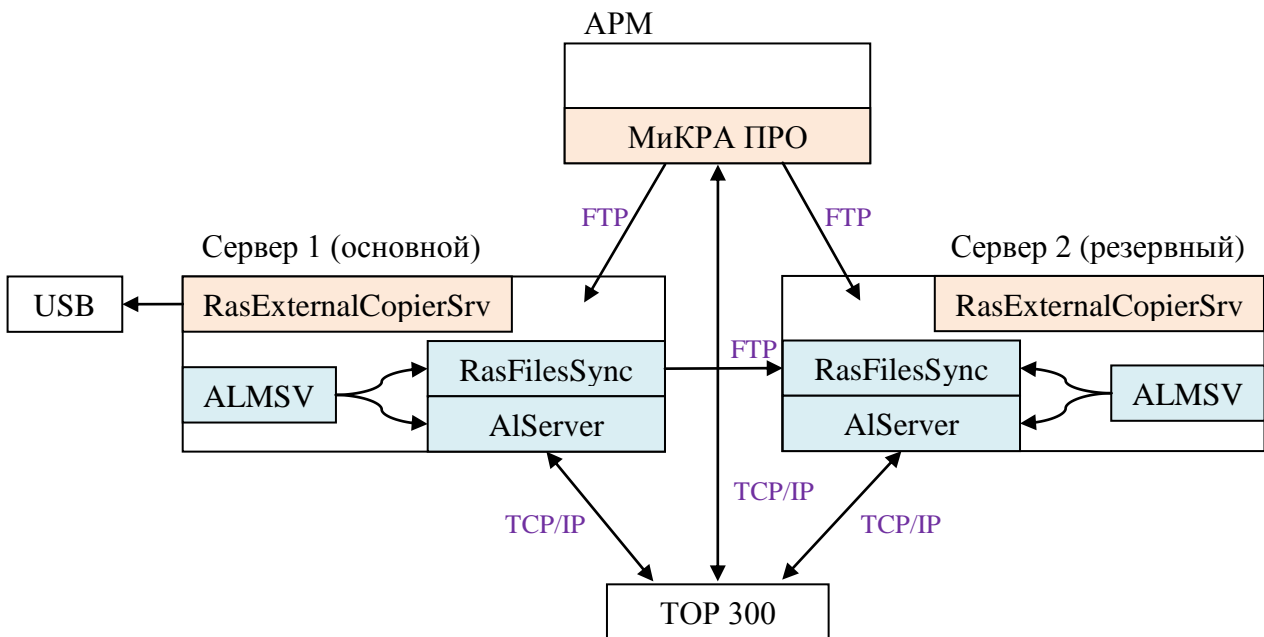 АРМ
МиКРА ПРО
FTP
FTP
Сервер 1 (основной)
Сервер 2 (резервный)
USB
RasExternalCopierSrv
RasExternalCopierSrv
FTP
RasFilesSync
RasFilesSync
ALMSV
ALMSV
AlServer
AlServer
TCP/IP
TCP/IP
TCP/IP
ТОР 300